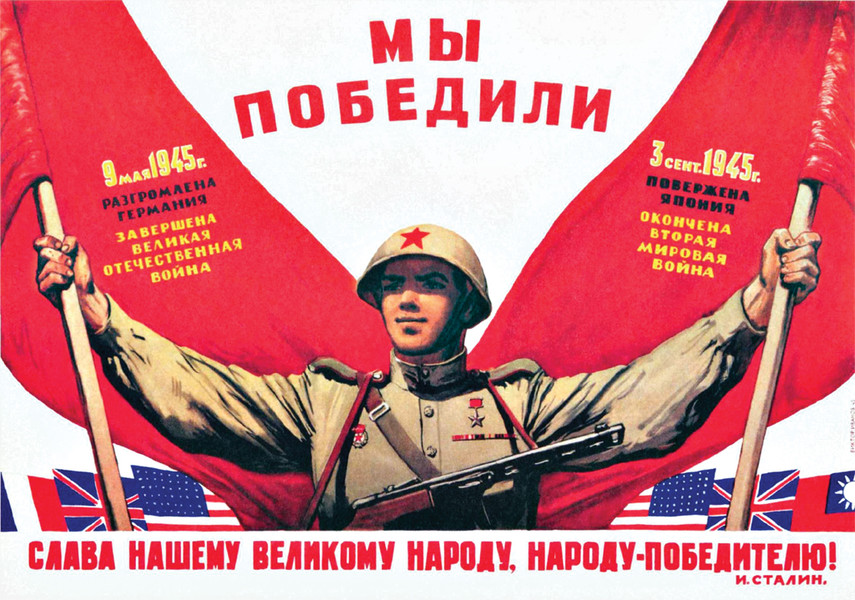 МЫ
ПОБЕДИЛИ
9 МАЯ 1945 г.
РАЗГРОМЛЕНА
ГЕРМАНИЯ
ЗАВЕРШЕНА
ВЕЛИКАЯ
ОТЕЧЕСТВЕННАЯ
ВОЙНА
3 СЕНТ. 1945 г.
ПОВЕРЖЕНА
ЯПОНИЯ
ОКОНЧЕНА
ВТОРАЯ
МИРОВАЯ
ВОЙНА
СЛАВА НАШЕМУ ВЕЛИКОМУ НАРОДУ, НАРОДУ-ПОБЕДИТЕЛЮ!
И. СТАЛИН.